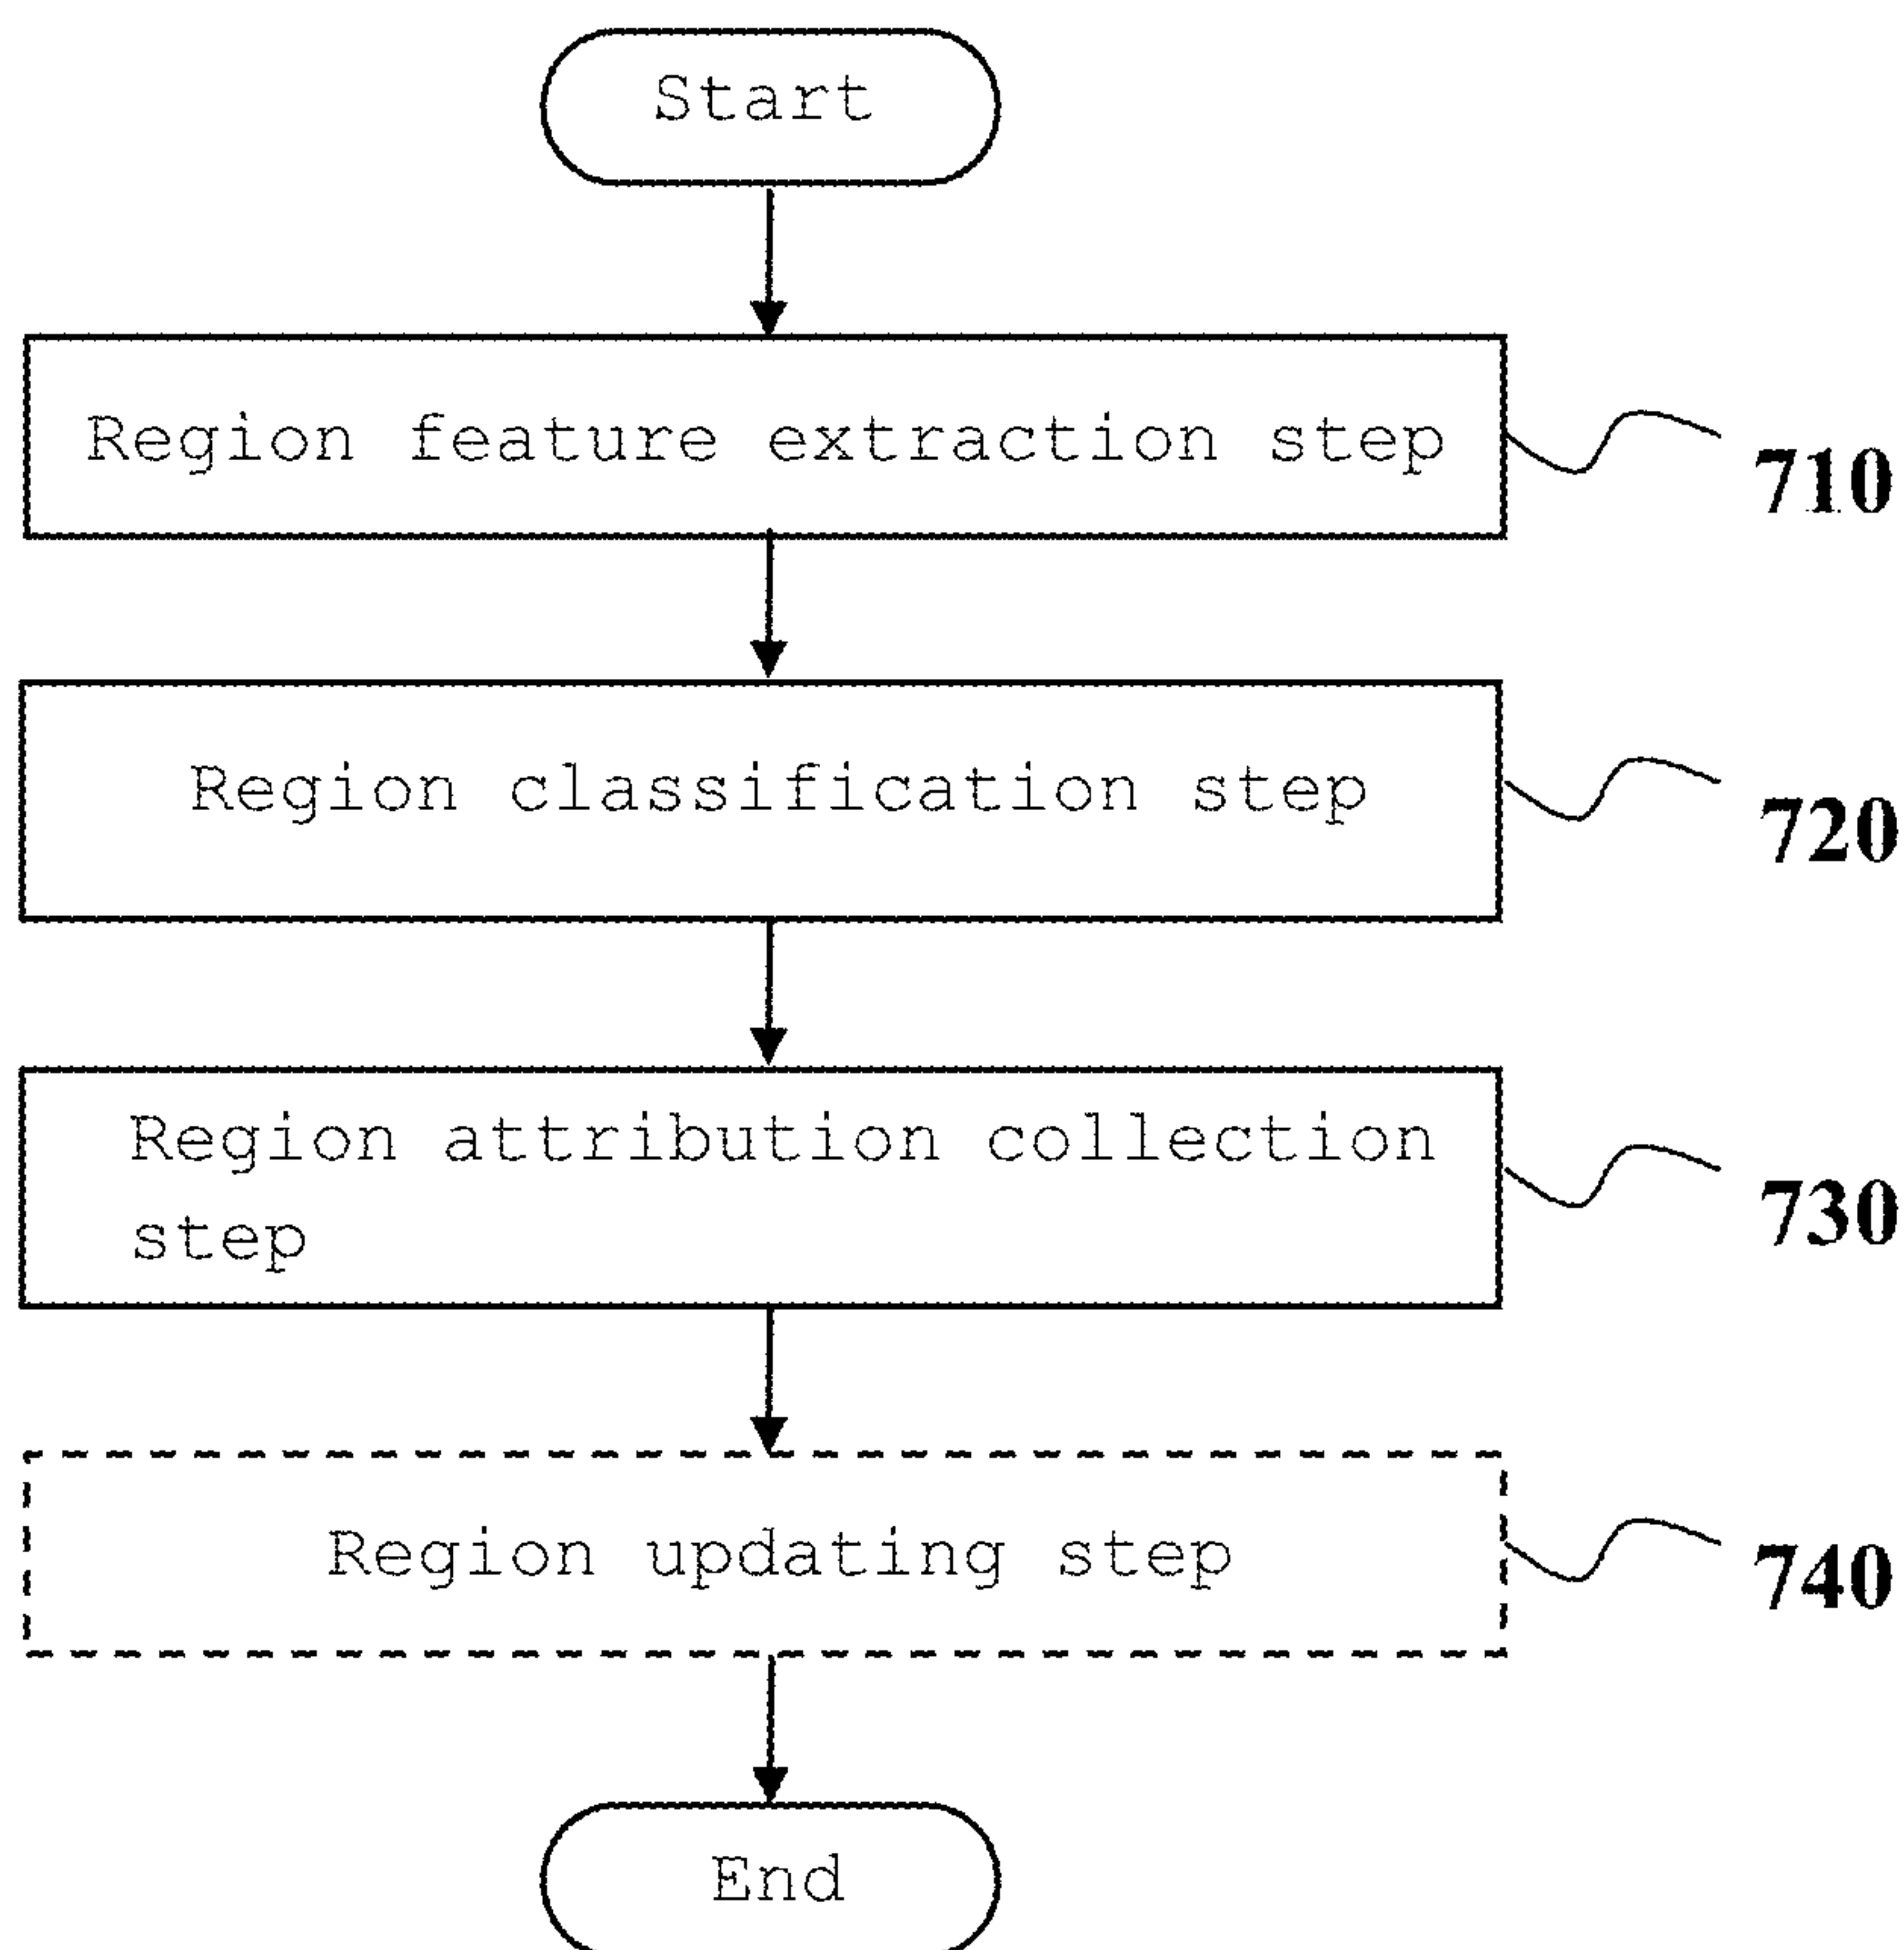 Start
Region feature extraction step
710
Region classification step
720
Region attribution collection
step
730
Region updating step
740
End